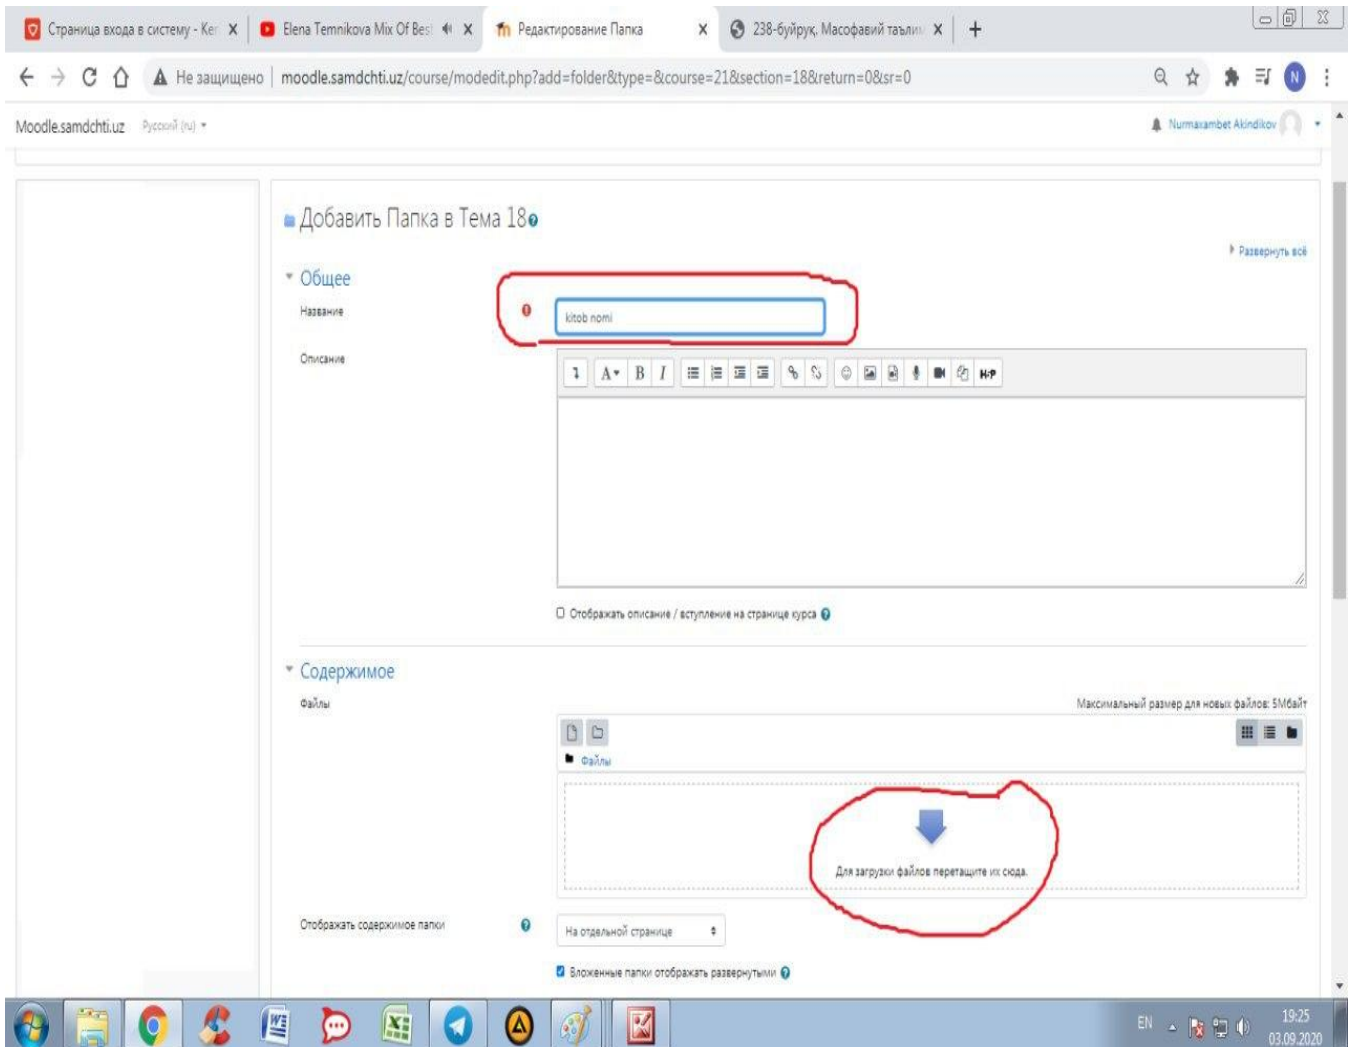 Страница входа в систему - Ker
Elena Temnikova Mix Of Best
Редактирование Папка
238-буйруқ, Масофавий таълим
Не защищено
moodle.samdchti.uz/course/modedit.php?add=folder&type=&course=21&section=18&return=0&sr=0
N
Moodle.samdchti.uz Русский (ru)
Nurmaxambet Akindikov
Добавить Папка в Тема 18
Развернуть всё
Общее
Название
kitob nomi
Описание
A B I H-P
Отображать описание / вступление на странице курса
Содержимое
Файлы
Максимальный размер для новых файлов: 5Мбайт
Файлы
Для загрузки файлов перетащите их сюда.
Отображать содержимое папки
На отдельной странице
Вложенные папки отображать развернутыми
EN
19:25
03.09.2020